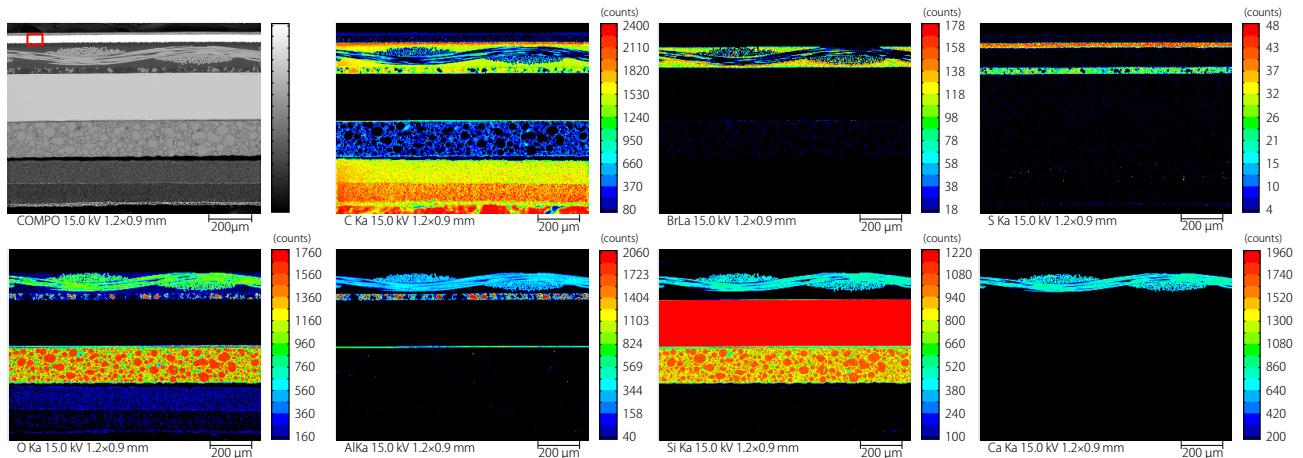 (counts)
2400
2110
1820
1530
1240
950
660
370
80
(counts)
178
158
138
118
98
78
58
38
18
(counts)
48
43
37
32
26
21
15
10
4
COMPO 15.0 kV 1.2×0.9 mm
200μm
C Ka 15.0 kV 1.2×0.9 mm
200 μm
BrLa 15.0 kV 1.2×0.9 mm
200 μm
S Ka 15.0 kV 1.2×0.9 mm
200 μm
(counts)
1760
1560
1360
1160
960
760
560
360
160
(counts)
2060
1723
1404
1103
824
569
344
158
40
(counts)
1220
1080
940
800
660
520
380
240
100
(counts)
1960
1740
1520
1300
1080
860
640
420
200
O Ka 15.0 kV 1.2×0.9 mm
200 μm
AlKa 15.0 kV 1.2×0.9 mm
200 μm
Si Ka 15.0 kV 1.2×0.9 mm
200 μm
Ca Ka 15.0 kV 1.2×0.9 mm
200 μm